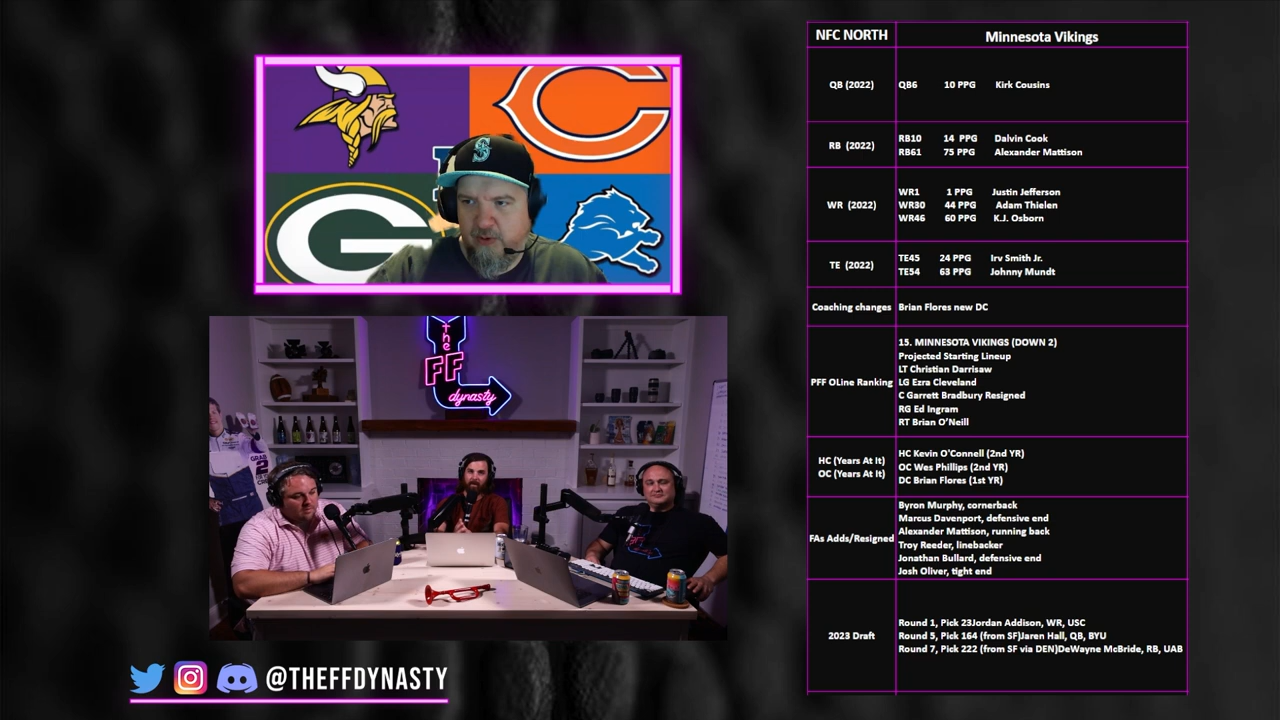 NFC NORTH Minnesota Vikings
QB (2022) QB6 10 PPG Kirk Cousins
RB (2022) RB10 14 PPG Dalvin Cook
RB61 75 PPG Alexander Mattison
WR (2022) WR1 1 PPG Justin Jefferson
WR30 44 PPG Adam Thielen
WR46 60 PPG K.J. Osborn
TE (2022) TE45 24 PPG Irv Smith Jr.
TE54 63 PPG Johnny Mundt
Coaching changes Brian Flores new DC
PFF OLine Ranking
15. MINNESOTA VIKINGS (DOWN 2)
Projected Starting Lineup
LT Christian Darrisaw
LG Ezra Cleveland
C Garrett Bradbury Resigned
RG Ed Ingram
RT Brian O'Neill
HC (Years At It)
OC (Years At It)
HC Kevin O'Connell (2nd YR)
OC Wes Phillips (2nd YR)
DC Brian Flores (1st YR)
FAs Adds/Resigned
Byron Murphy, cornerback
Marcus Davenport, defensive end
Alexander Mattison, running back
Troy Reeder, linebacker
Jonathan Bullard, defensive end
Josh Oliver, tight end
2023 Draft
Round 1, Pick 23Jordan Addison, WR, USC
Round 5, Pick 164 (from SF)Jaren Hall, QB, BYU
Round 7, Pick 222 (from SF via DEN)DeWayne McBride, RB, UAB
the
FF
dynasty
@THEFFDYNASTY